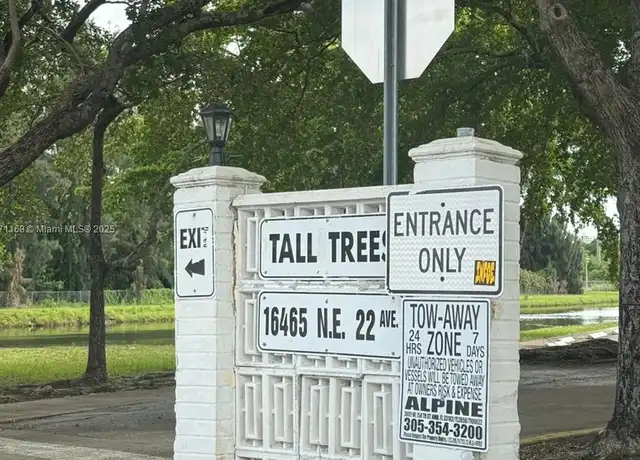 EXIT
TALL TREES
ENTRANCE
ONLY
16465 N.E. 22 AVE.
TOW-AWAY
24 HRS ZONE 7 DAYS
UNAUTHORIZED VEHICLES OR
VESSELS WILL BE TOWED AWAY
AT OWNERS RISK & EXPENSE
ALPINE
305-354-3200
Miami MLS 2025